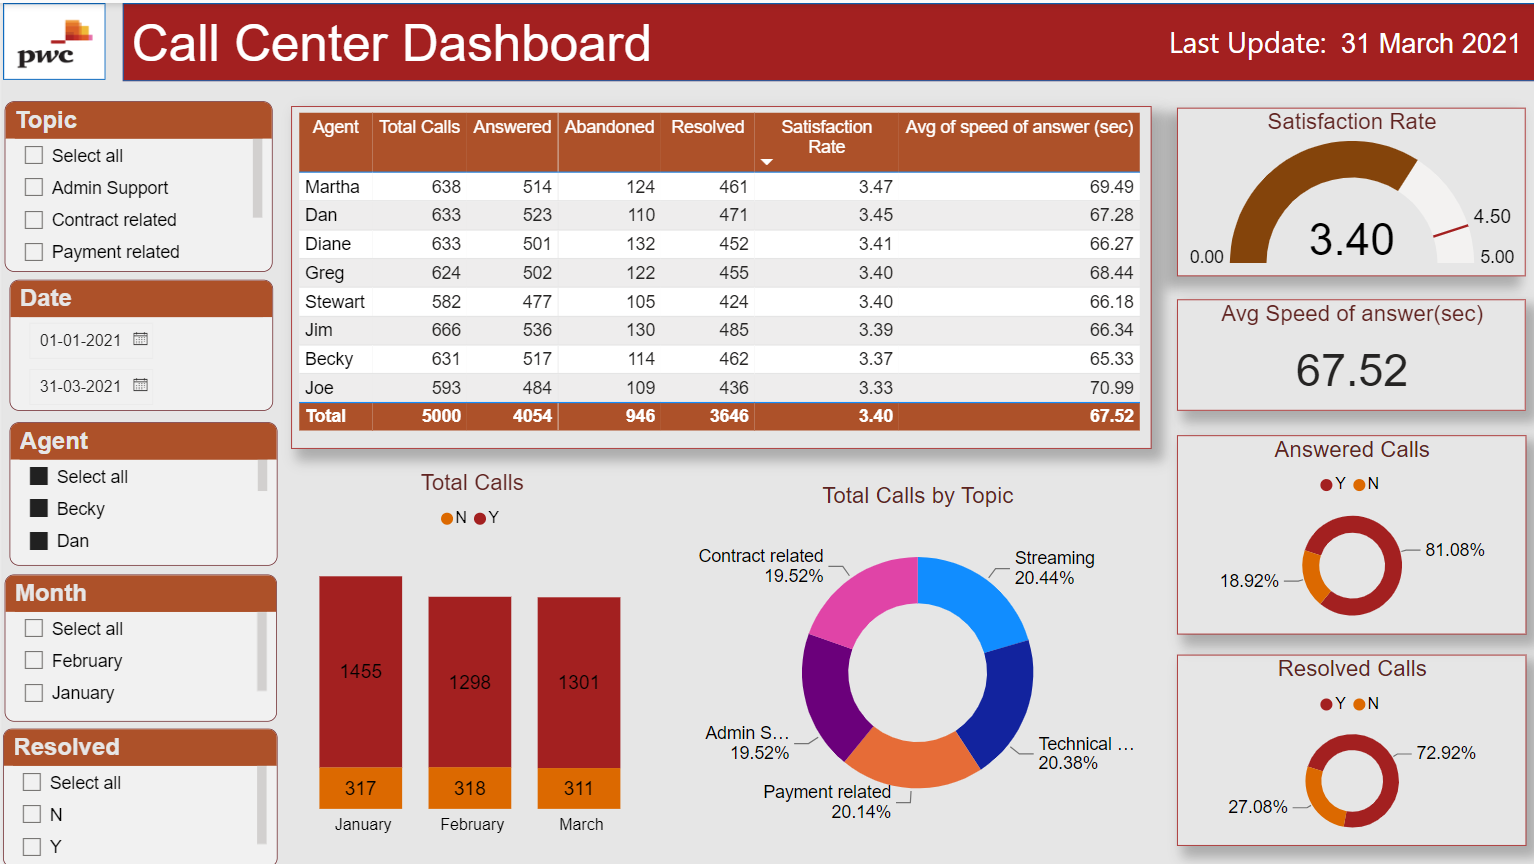 pwc
Call Center Dashboard
Last Update: 31 March 2021
Topic
Select all
Admin Support
Contract related
Payment related
Date
01-01-2021
31-03-2021
Agent
Select all
Becky
Dan
Month
Select all
February
January
Resolved
Select all
N
Y
Agent Total Calls Answered Abandoned Resolved Satisfaction Rate Avg of speed of answer (sec)
Martha 638 514 124 461 3.47 69.49
Dan 633 523 110 471 3.45 67.28
Diane 633 501 132 452 3.41 66.27
Greg 624 502 122 455 3.40 68.44
Stewart 582 477 105 424 3.40 66.18
Jim 666 536 130 485 3.39 66.34
Becky 631 517 114 462 3.37 65.33
Joe 593 484 109 436 3.33 70.99
Total 5000 4054 946 3646 3.40 67.52
Total Calls
N Y
1455 1298 1301
317 318 311
January February March
Total Calls by Topic
Contract related
19.52%
Streaming
20.44%
Admin S...
19.52%
Technical ...
20.38%
Payment related
20.14%
Satisfaction Rate
0.00
3.40
4.50
5.00
Avg Speed of answer(sec)
67.52
Answered Calls
Y N
81.08%
18.92%
Resolved Calls
Y N
72.92%
27.08%